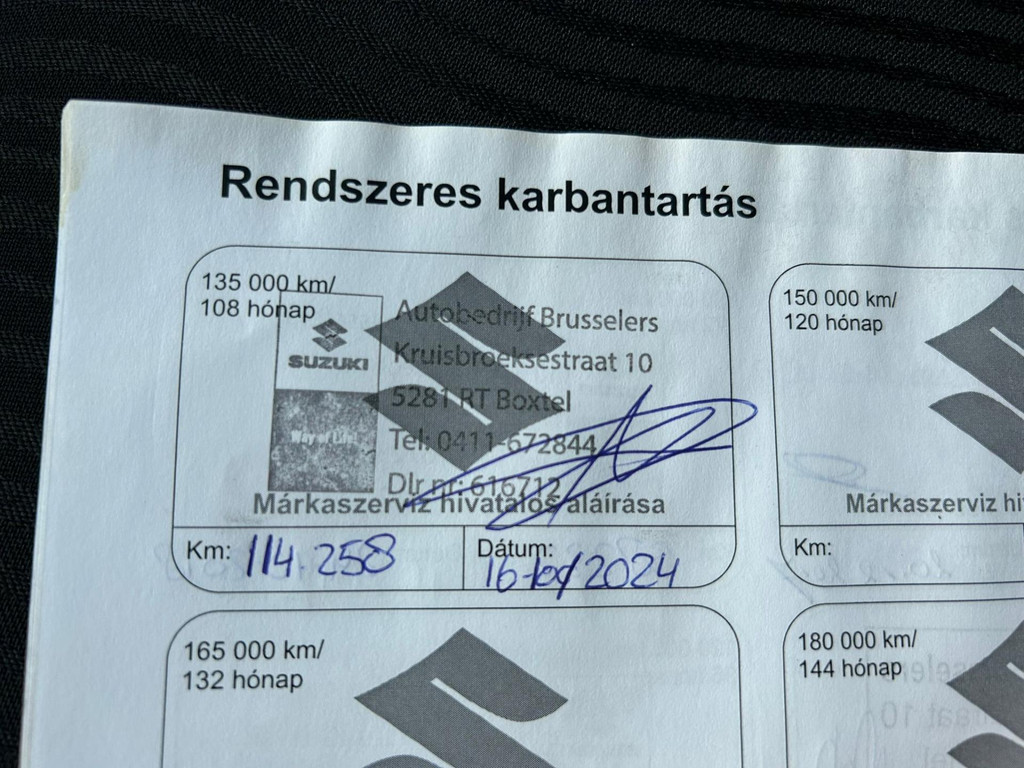 Rendszeres karbantartás
135 000 km/
108 hónap
SUZUKI
Way of Life!
Autobedrijf Brusselers
Kruisbroeksestraat 10
5281 RT Boxtel
Tel: 0411-672844
Dlr.nr: 616712
Márkaszerviz hivatalos aláírása
Km: 114.258
Dátum: 2024
150 000 km/
120 hónap
Márkaszerviz hi
Km:
165 000 km/
132 hónap
180 000 km/
144 hónap